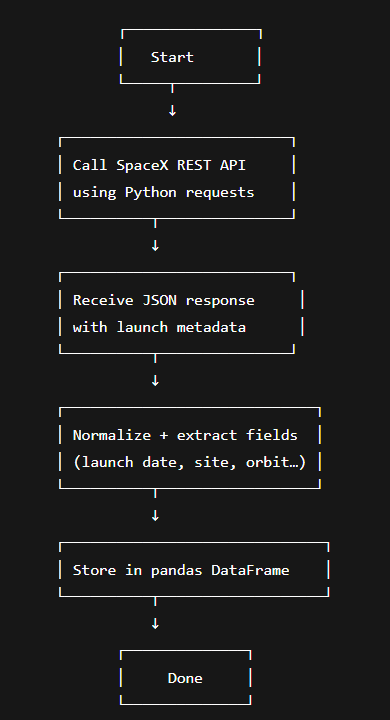 Start
↓
Call SpaceX REST API
using Python requests
↓
Receive JSON response
with launch metadata
↓
Normalize + extract fields
(launch date, site, orbit…)
↓
Store in pandas DataFrame
↓
Done